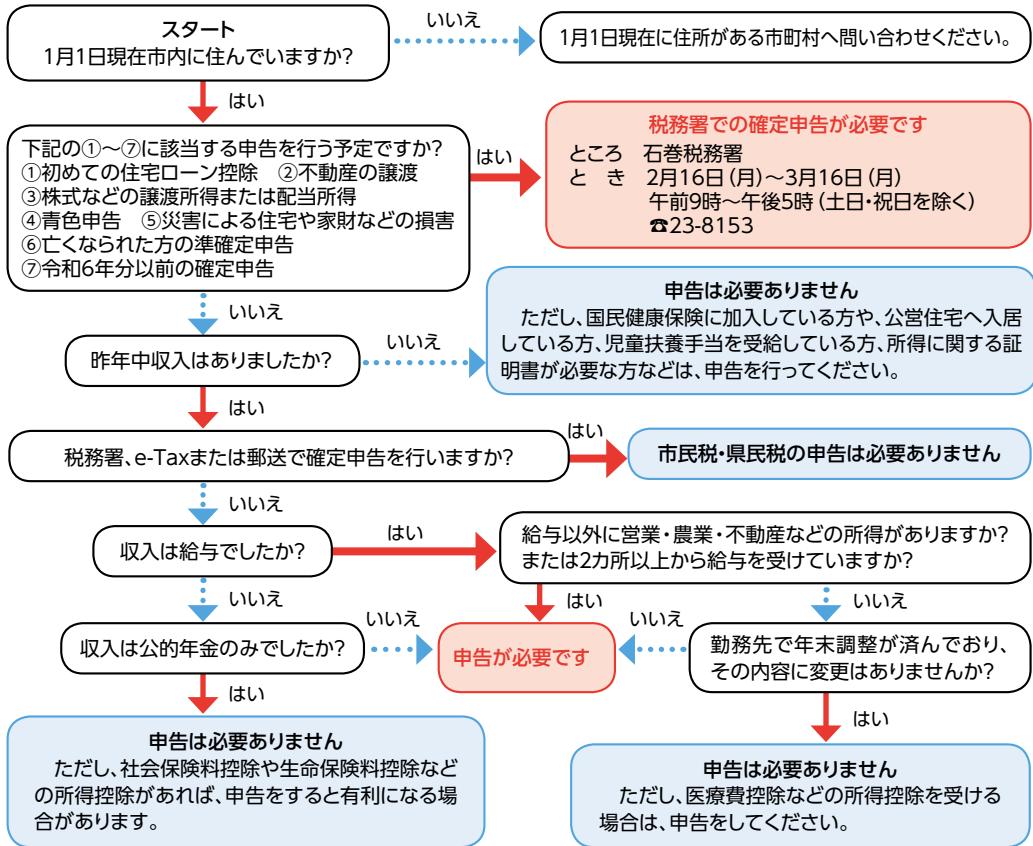 スタート
1月1日現在市内に住んでいますか?
いいえ
1月1日現在に住所がある市町村へ問い合わせください。
はい
下記の①〜⑦に該当する申告を行う予定ですか?
①初めての住宅ローン控除　②不動産の譲渡
③株式などの譲渡所得または配当所得
④青色申告　⑤災害による住宅や家財などの損害
⑥亡くなられた方の準確定申告
⑦令和6年分以前の確定申告
はい
税務署での確定申告が必要です
ところ　石巻税務署
と　き　2月16日(月)〜3月16日(月)
午前9時〜午後5時(土日・祝日を除く)
☎23-8153
いいえ
昨年中収入はありましたか?
いいえ
申告は必要ありません
ただし、国民健康保険に加入している方や、公営住宅へ入居
している方、児童扶養手当を受給している方、所得に関する証
明書が必要な方などは、申告を行ってください。
はい
税務署、e-Taxまたは郵送で確定申告を行いますか?
はい
市民税・県民税の申告は必要ありません
いいえ
収入は給与でしたか?
はい
給与以外に営業・農業・不動産などの所得がありますか?
または2カ所以上から給与を受けていますか?
いいえ
はい
いいえ
収入は公的年金のみでしたか?
いいえ
申告が必要です
いいえ
勤務先で年末調整が済んでおり、
その内容に変更はありませんか?
はい
はい
申告は必要ありません
ただし、社会保険料控除や生命保険料控除など
の所得控除があれば、申告をすると有利になる場
合があります。
申告は必要ありません
ただし、医療費控除などの所得控除を受ける
場合は、申告をしてください。